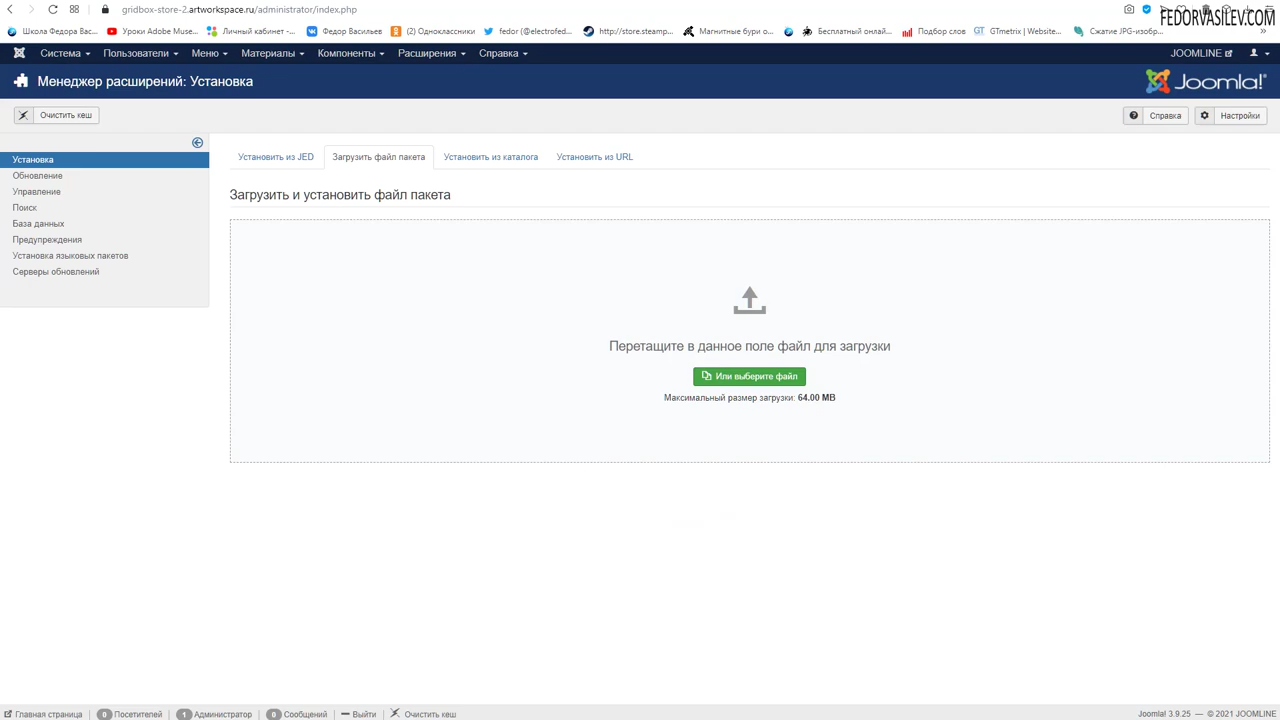 gridbox-store-2.artworkspace.ru/administrator/index.php
FEDORVASILEV.COM
Школа Федора Вас...
Уроки Adobe Muse...
Личный кабинет -...
Федор Васильев
(2) Одноклассники
fedor (@electrofed...
http://store.steamp...
Магнитные бури о...
Бесплатный онлай...
Подбор слов
GTmetrix | Website...
Сжатие JPG-изобр...
Система Пользователи Меню Материалы Компоненты Расширения Справка
JOOMLINE
Менеджер расширений: Установка
Joomla!®
Очистить кеш
Справка
Настройки
Установка
Обновление
Управление
Поиск
База данных
Предупреждения
Установка языковых пакетов
Серверы обновлений
Установить из JED Загрузить файл пакета Установить из каталога Установить из URL
Загрузить и установить файл пакета
Перетащите в данное поле файл для загрузки
Или выберите файл
Максимальный размер загрузки: 64.00 MB
Главная страница 0 Посетителей 1 Администратор 0 Сообщений Выйти Очистить кеш
Joomla! 3.9.25 — © 2021 JOOMLINE